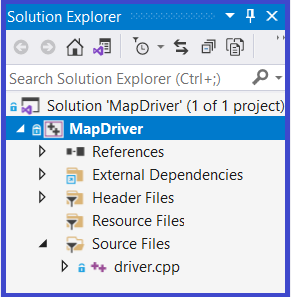 Solution Explorer
Search Solution Explorer (Ctrl+;)
Solution 'MapDriver' (1 of 1 project)
MapDriver
References
External Dependencies
Header Files
Resource Files
Source Files
driver.cpp